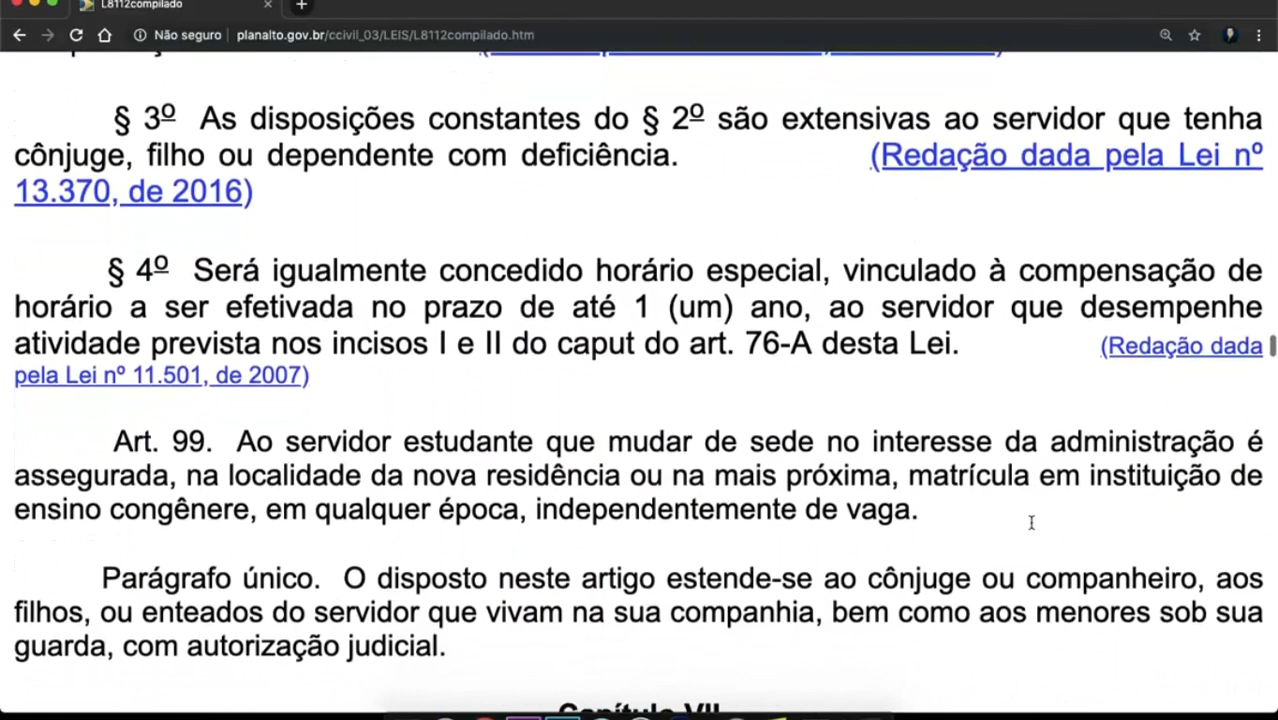 L8112compilado
Não seguro planalto.gov.br/ccivil_03/LEIS/L8112compilado.htm
§ 3º As disposições constantes do § 2º são extensivas ao servidor que tenha
cônjuge, filho ou dependente com deficiência. (Redação dada pela Lei nº
13.370, de 2016)
§ 4º Será igualmente concedido horário especial, vinculado à compensação de
horário a ser efetivada no prazo de até 1 (um) ano, ao servidor que desempenhe
atividade prevista nos incisos I e II do caput do art. 76-A desta Lei. (Redação dada
pela Lei nº 11.501, de 2007)
Art. 99. Ao servidor estudante que mudar de sede no interesse da administração é
assegurada, na localidade da nova residência ou na mais próxima, matrícula em instituição de
ensino congênere, em qualquer época, independentemente de vaga.
Parágrafo único. O disposto neste artigo estende-se ao cônjuge ou companheiro, aos
filhos, ou enteados do servidor que vivam na sua companhia, bem como aos menores sob sua
guarda, com autorização judicial.
Capítulo VII